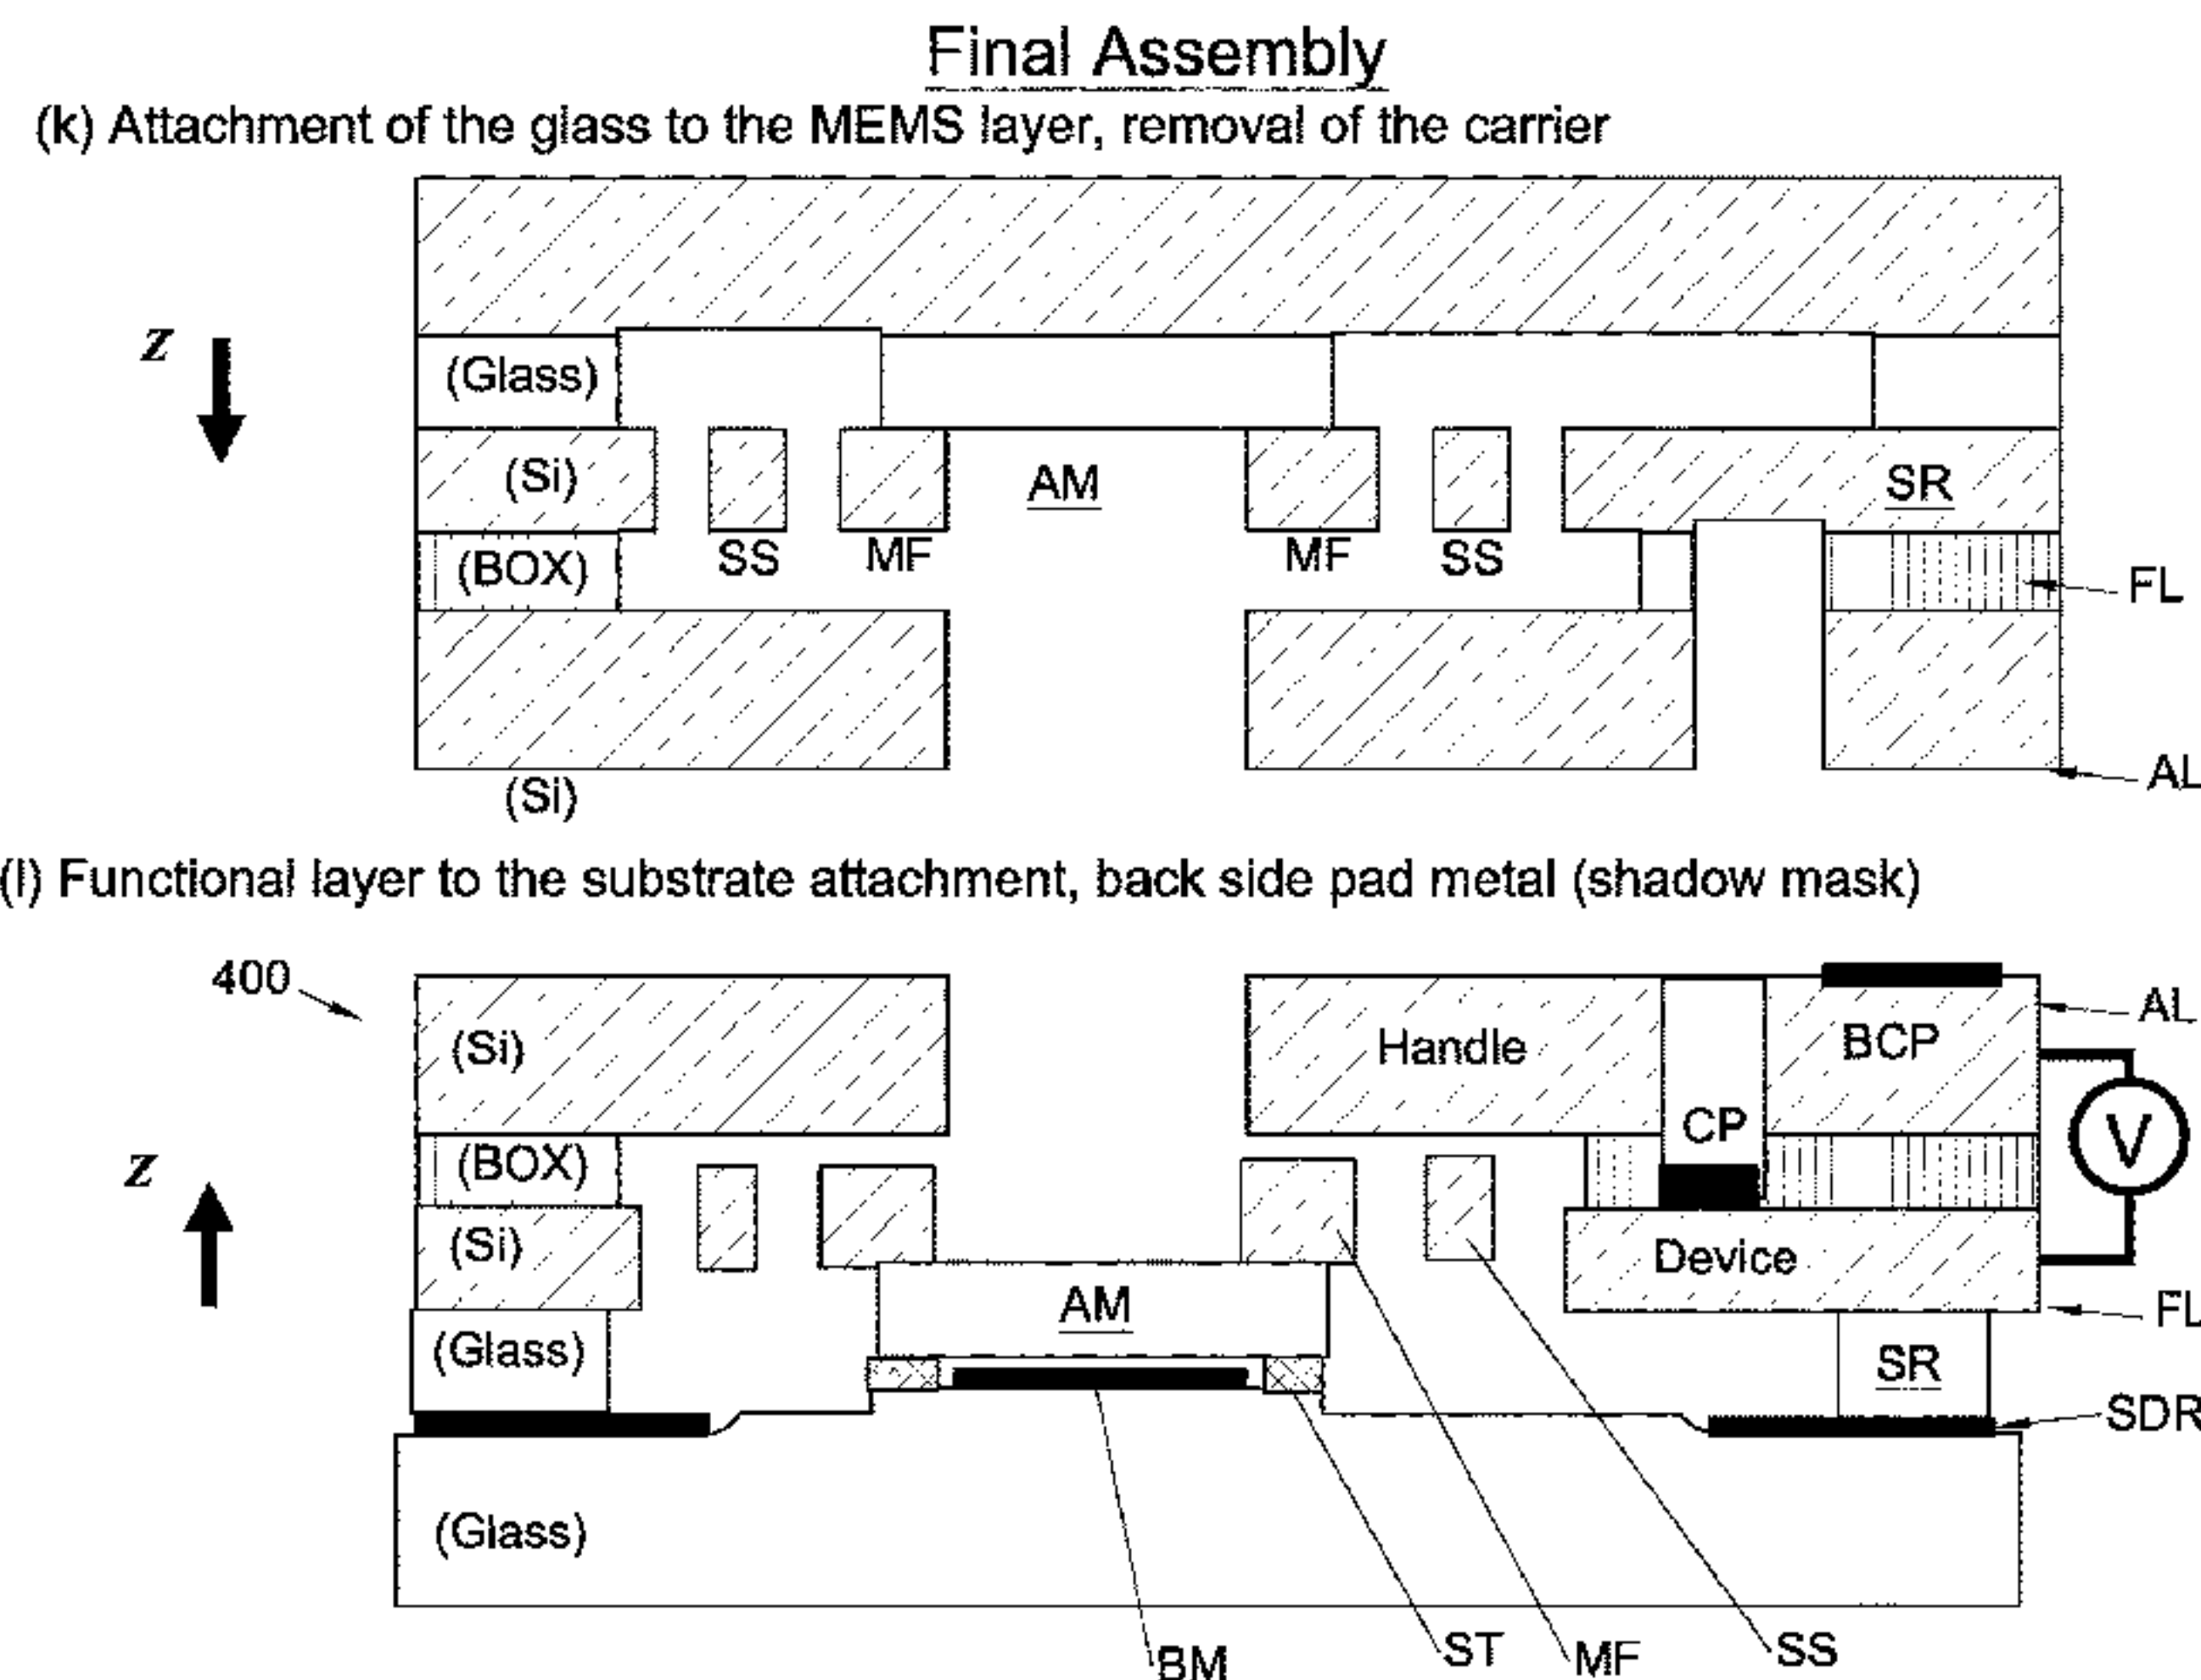 Final Assembly
(k) Attachment of the glass to the MEMS layer, removal of the carrier
z
(Glass)
(Si)
AM
SR
(BOX)
SS
MF
MF
SS
FL
AL
(Si)
(l) Functional layer to the substrate attachment, back side pad metal (shadow mask)
400
AL
(Si)
Handle
BCP
CP
V
z
(BOX)
(Si)
Device
AM
FL
(Glass)
SR
SDR
(Glass)
BM
ST
MF
SS